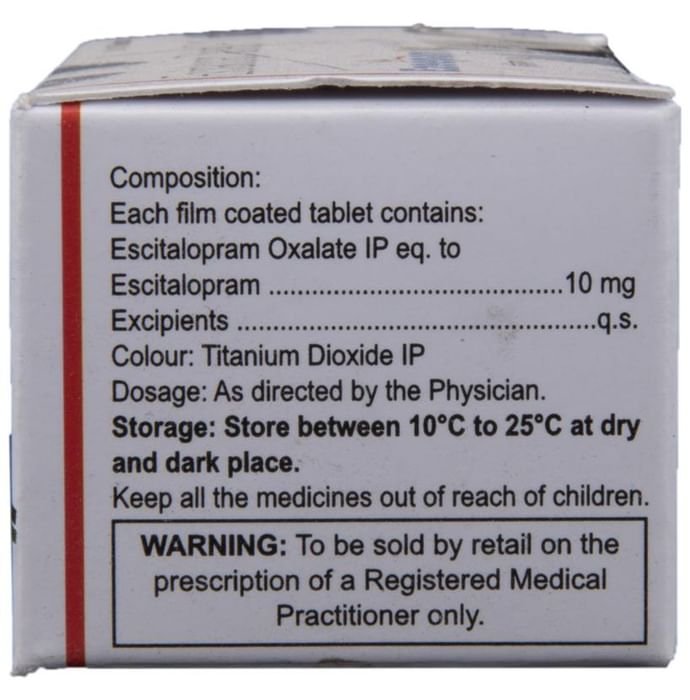 Composition:
Each film coated tablet contains:
Escitalopram Oxalate IP eq. to
Escitalopram ..........................................10 mg
Excipients ...................................................q.s.
Colour: Titanium Dioxide IP
Dosage: As directed by the Physician.
Storage: Store between 10°C to 25°C at dry
and dark place.
Keep all the medicines out of reach of children.
WARNING: To be sold by retail on the
prescription of a Registered Medical
Practitioner only.